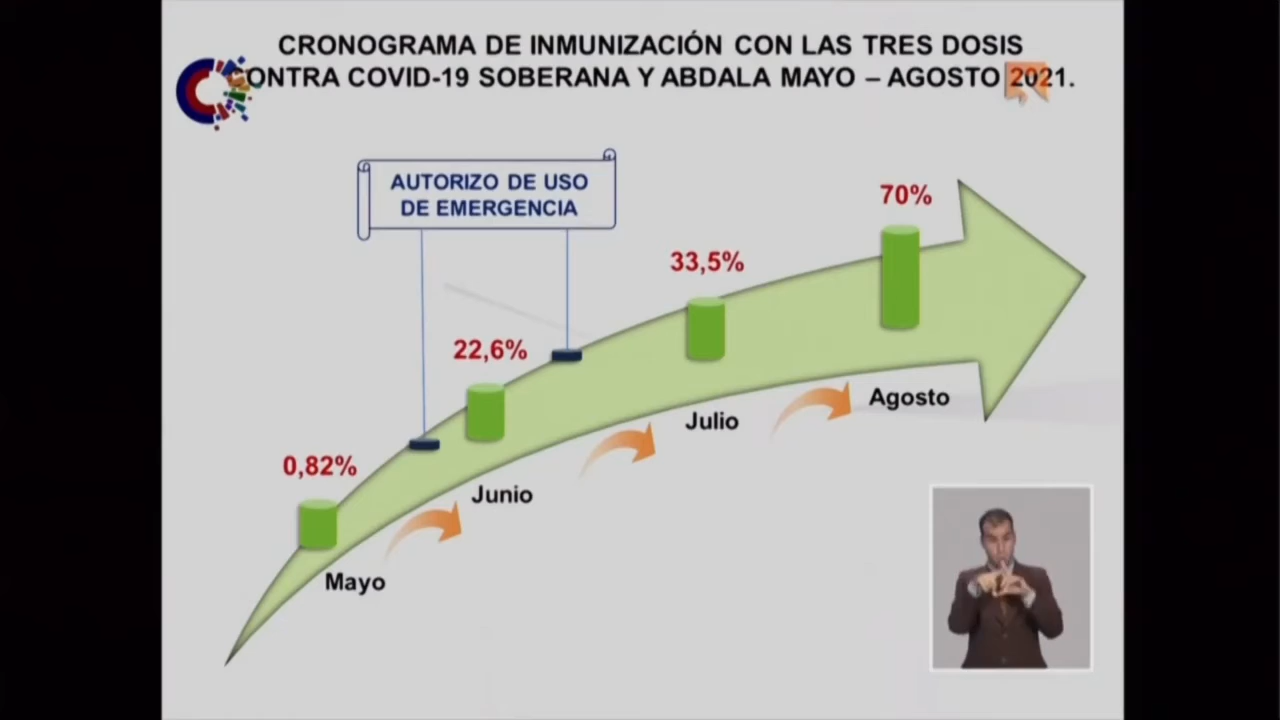 CRONOGRAMA DE INMUNIZACIÓN CON LAS TRES DOSIS
CONTRA COVID-19 SOBERANA Y ABDALA MAYO – AGOSTO 2021.
AUTORIZO DE USO
DE EMERGENCIA
70%
33,5%
22,6%
0,82%
Agosto
Julio
Junio
Mayo